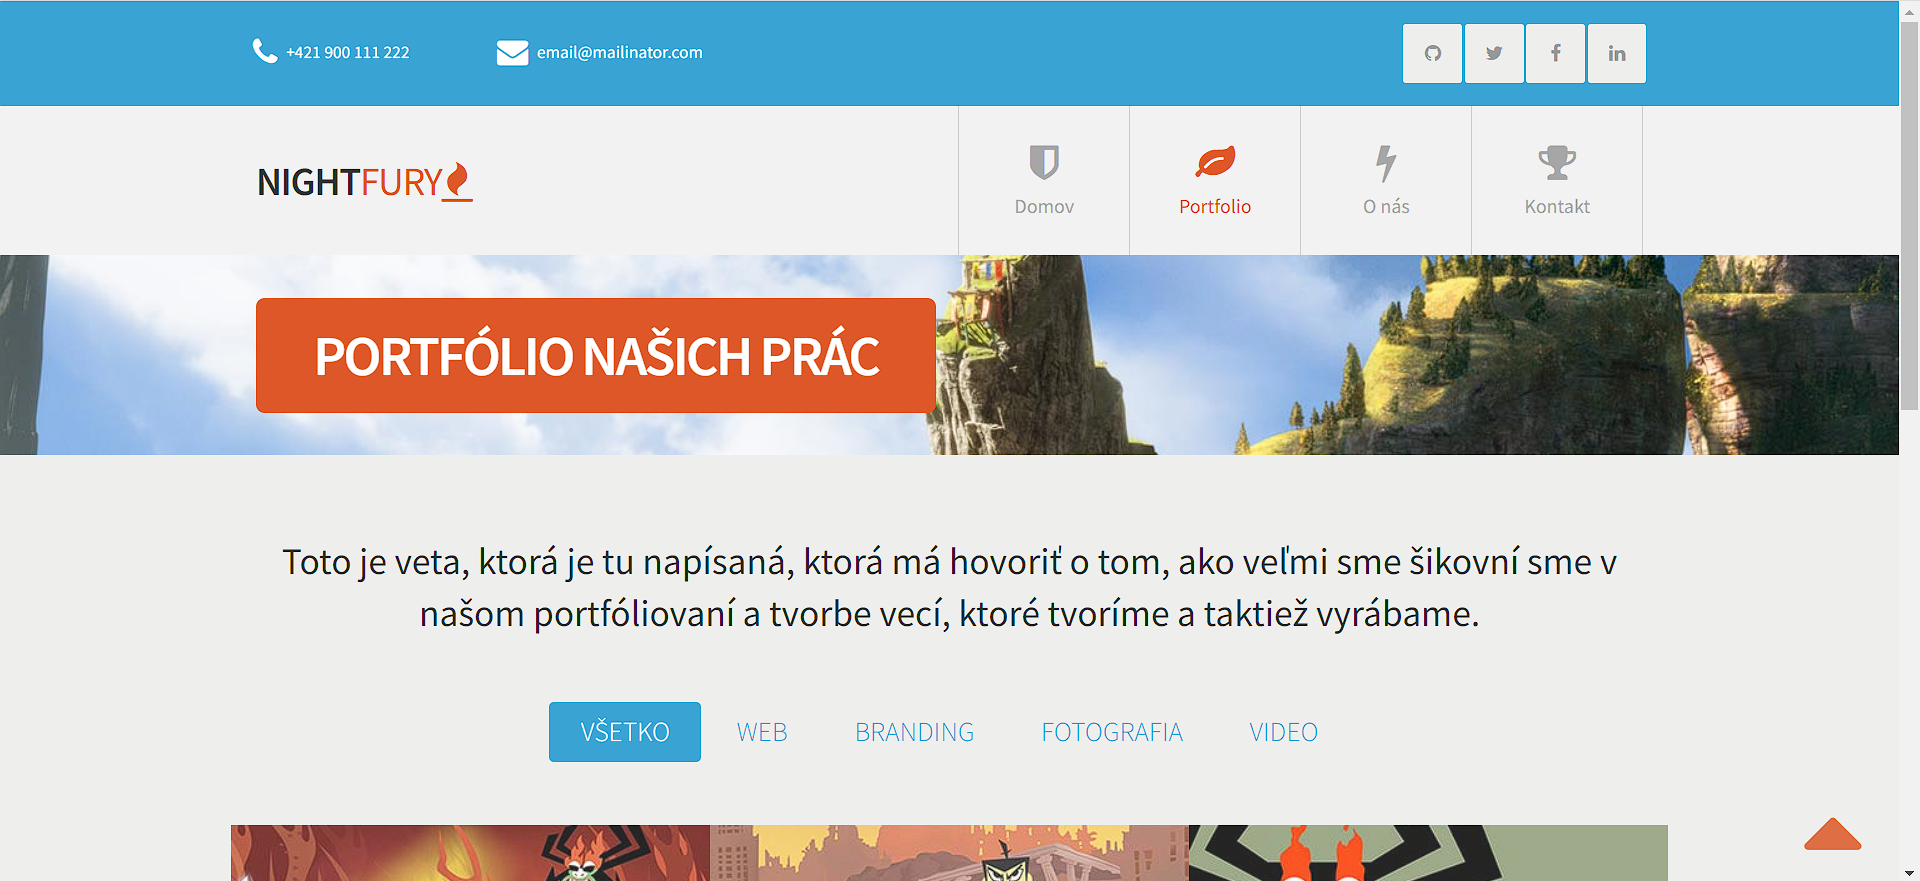 +421 900 111 222
email@mailinator.com
NIGHTFURY
Domov
Portfolio
O nás
Kontakt
PORTFÓLIO NAŠICH PRÁC
Toto je veta, ktorá je tu napísaná, ktorá má hovoriť o tom, ako veľmi sme šikovní sme v
našom portfóliovaní a tvorbe vecí, ktoré tvoríme a taktiež vyrábame.
VŠETKO
WEB
BRANDING
FOTOGRAFIA
VIDEO